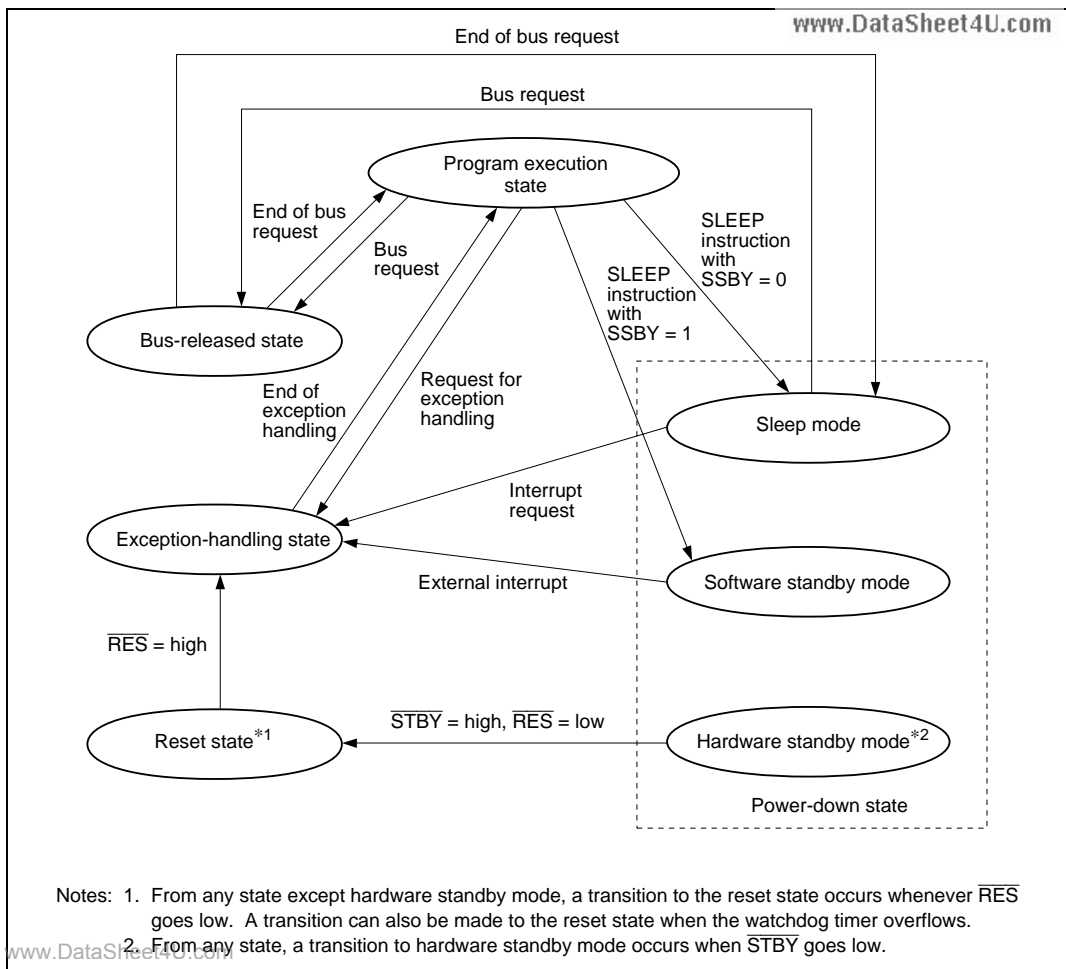 www.DataSheet4U.com
End of bus request
Bus request
Program execution
state
End of bus
request
Bus
request
SLEEP
instruction
with
SSBY = 0
SLEEP
instruction
with
SSBY = 1
Bus-released state
End of
exception
handling
Request for
exception
handling
Sleep mode
Interrupt
request
Exception-handling state
External interrupt
Software standby mode
RES = high
STBY = high, RES = low
Reset state*1
Hardware standby mode*2
Power-down state
Notes: 1. From any state except hardware standby mode, a transition to the reset state occurs whenever RES
goes low. A transition can also be made to the reset state when the watchdog timer overflows.
2. From any state, a transition to hardware standby mode occurs when STBY goes low.
www.DataSheet4U.com